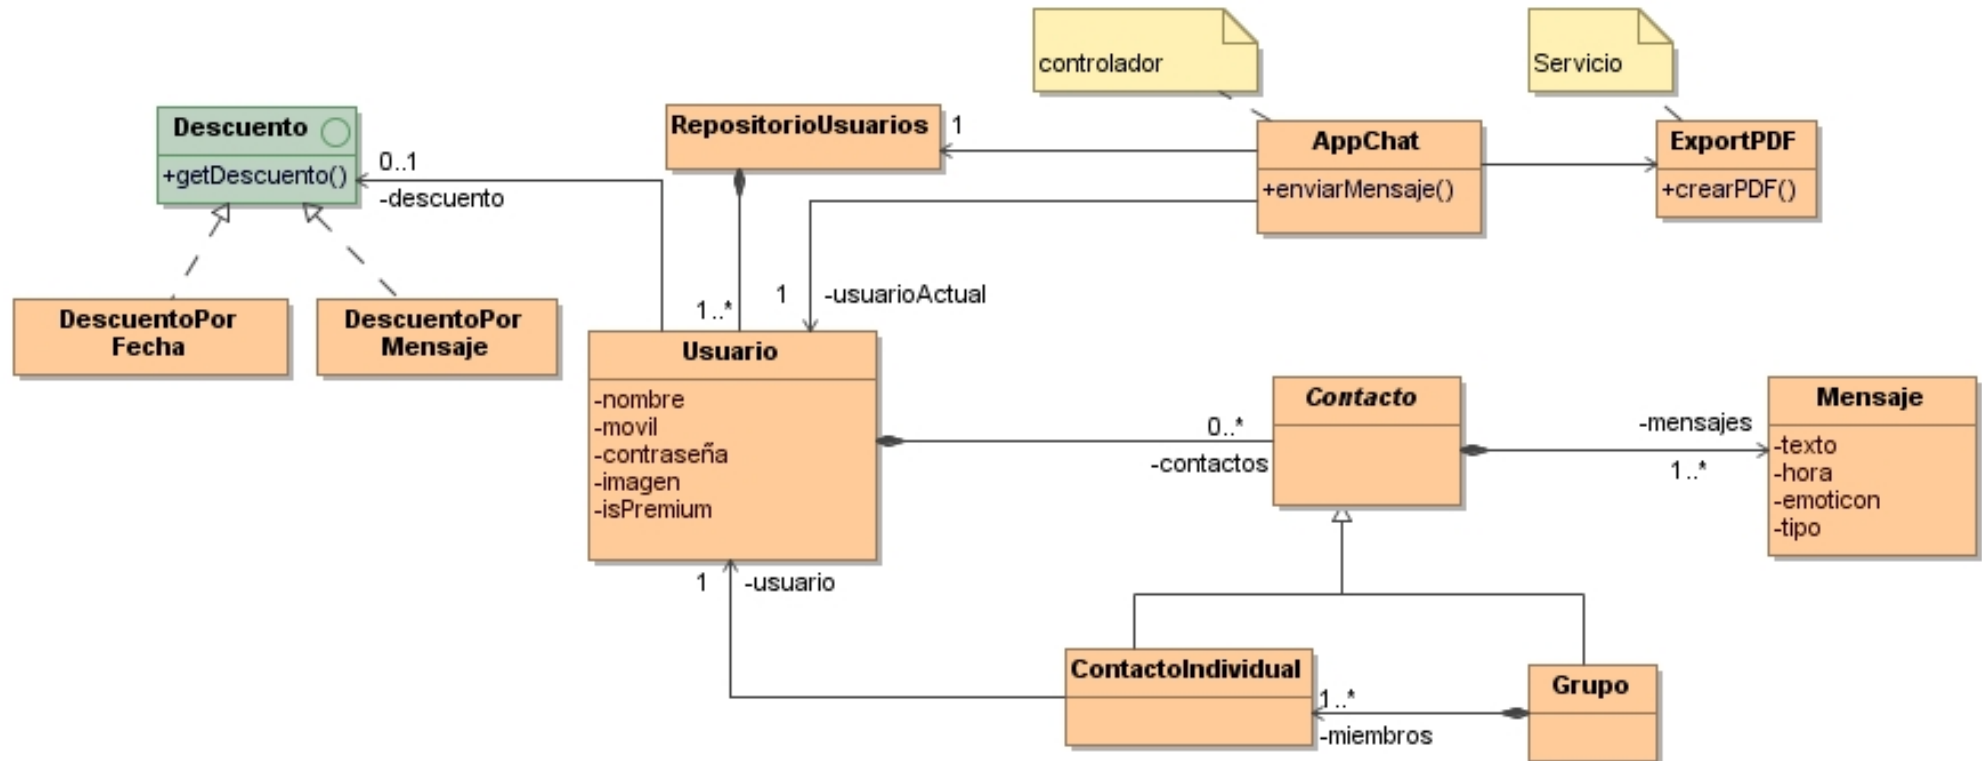 controlador
Servicio
Descuento
+getDescuento()
0..1
-descuento
RepositorioUsuarios
1
AppChat
+enviarMensaje()
ExportPDF
+crearPDF()
DescuentoPor
Fecha
DescuentoPor
Mensaje
1..*
1
-usuarioActual
Usuario
-nombre
-movil
-contraseña
-imagen
-isPremium
0..*
-contactos
Contacto
-mensajes
1..*
Mensaje
-texto
-hora
-emoticon
-tipo
1
-usuario
ContactoIndividual
1..*
-miembros
Grupo